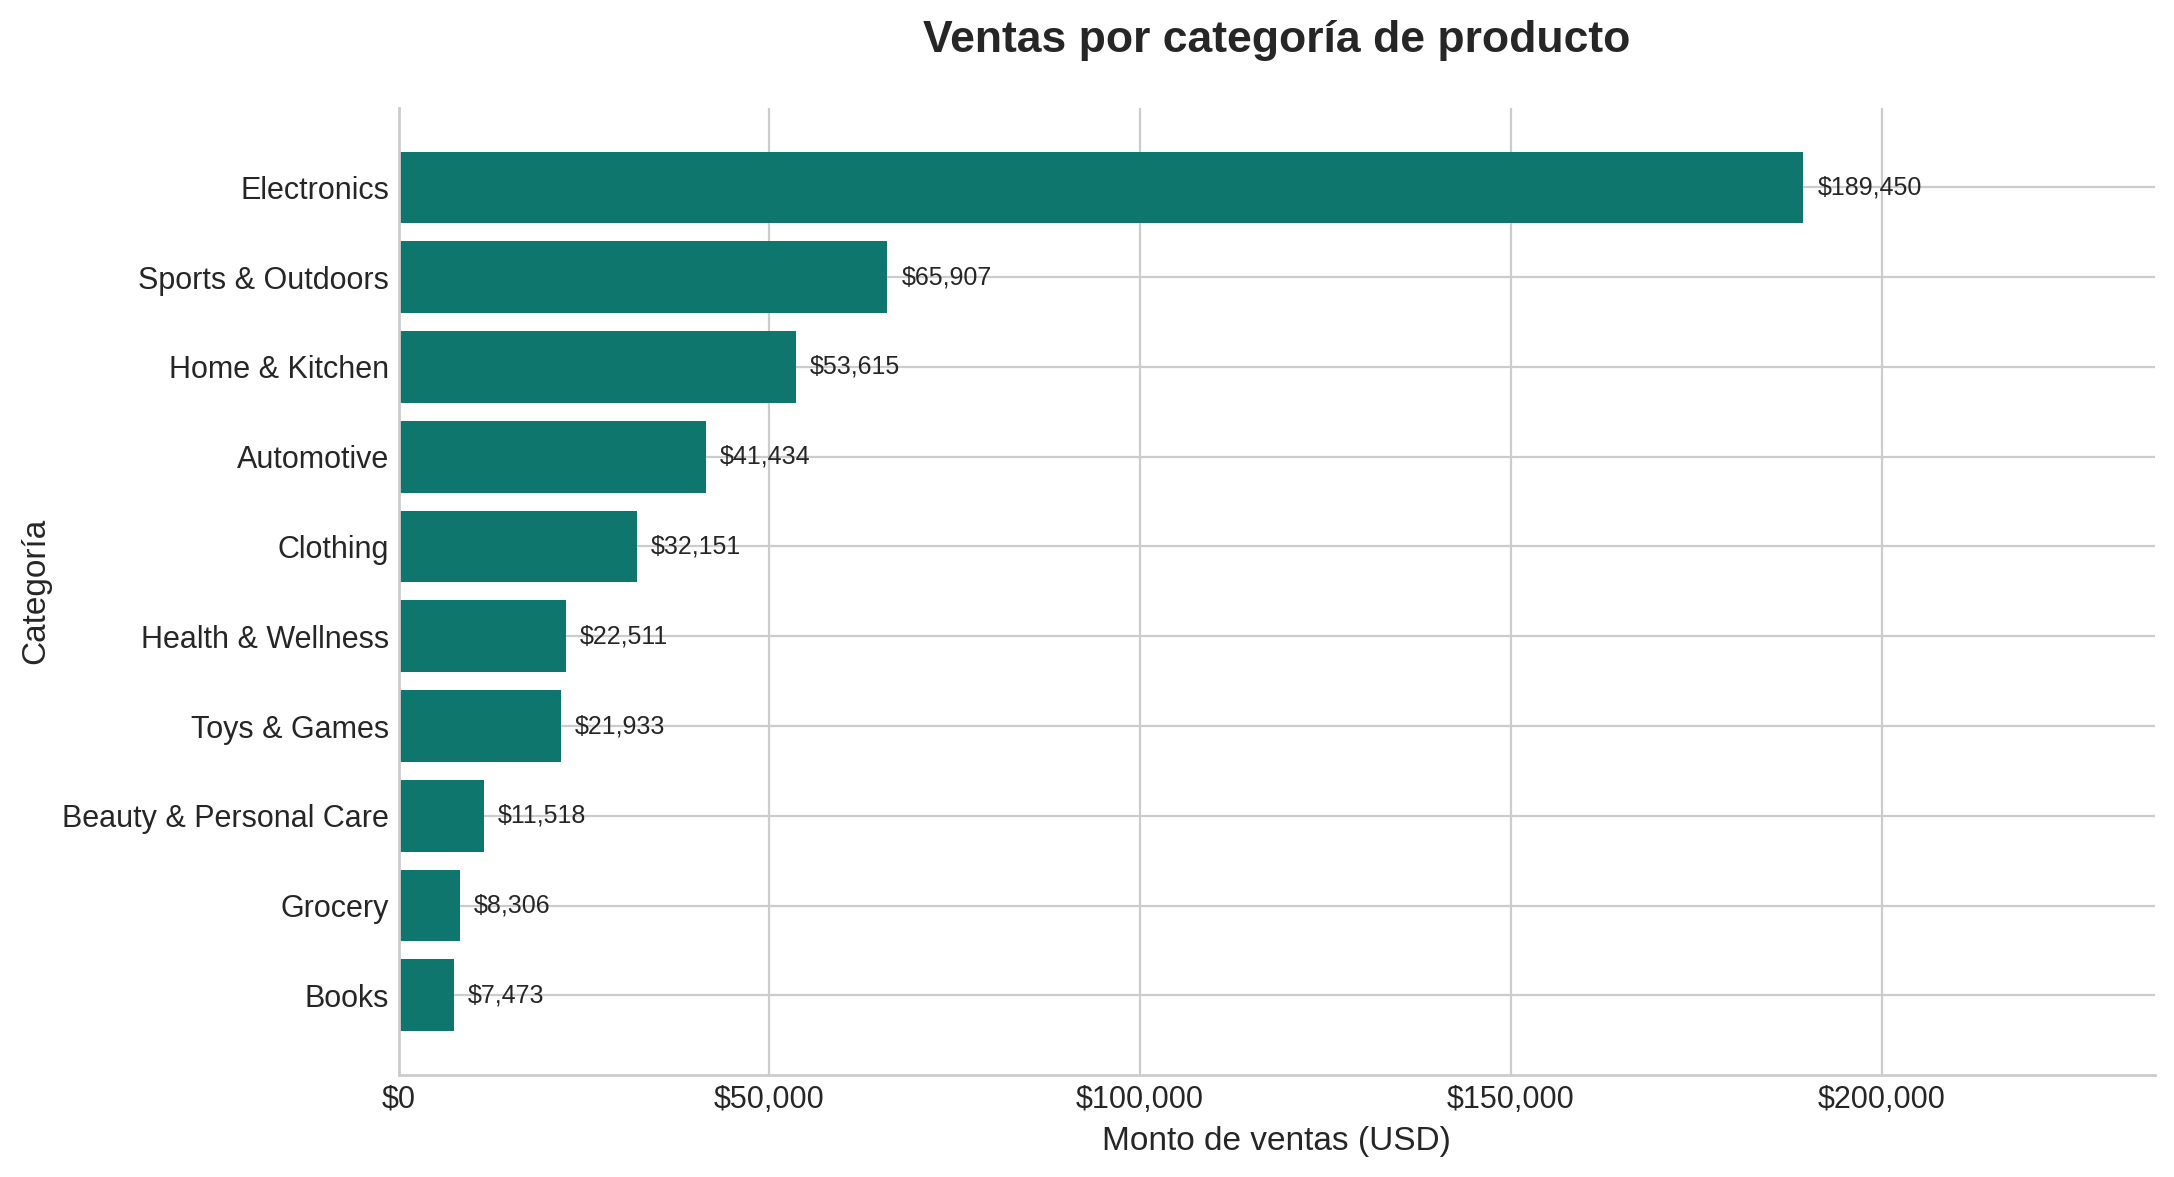 Ventas por categoría de producto
Electronics $189,450
Sports & Outdoors $65,907
Home & Kitchen $53,615
Automotive $41,434
Clothing $32,151
Health & Wellness $22,511
Toys & Games $21,933
Beauty & Personal Care $11,518
Grocery $8,306
Books $7,473
Categoría
$0 $50,000 $100,000 $150,000 $200,000
Monto de ventas (USD)